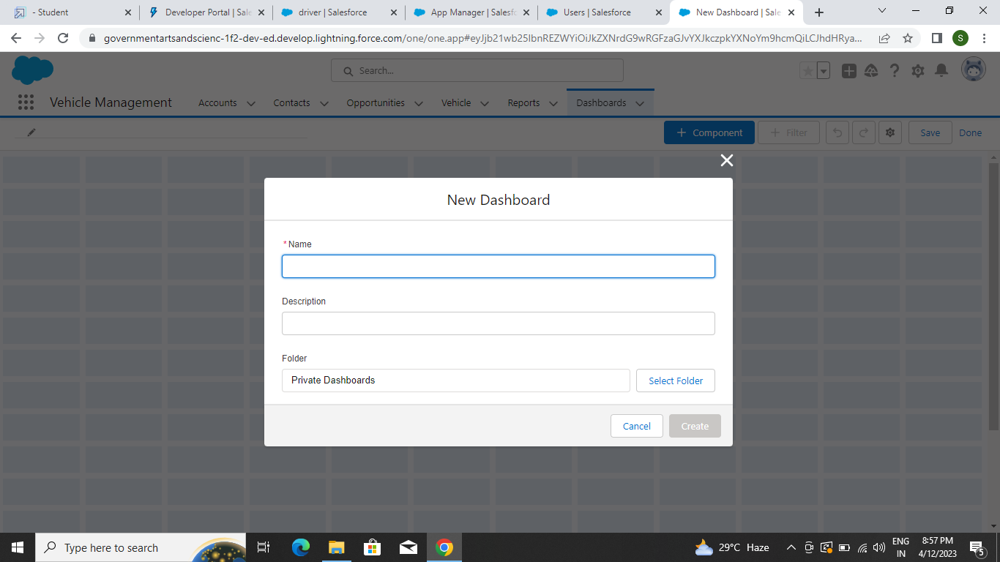 - Student
Developer Portal | Sale
driver | Salesforce
App Manager | Salesfo
Users | Salesforce
New Dashboard | Sale
governmentartsandscienc-1f2-dev-ed.develop.lightning.force.com/one/one.app#eyJjb21wb25lbnREZWYiOiJkZXNrdG9wRGFzaGJvYXJkczpkYXNoYm9hcmQiLCJhdHRya...
S
Search...
Vehicle Management
Accounts
Contacts
Opportunities
Vehicle
Reports
Dashboards
+ Component
+ Filter
Save
Done
New Dashboard
* Name
Description
Folder
Private Dashboards
Select Folder
Cancel
Create
Type here to search
29°C Haze
ENG
IN
8:57 PM
4/12/2023
5